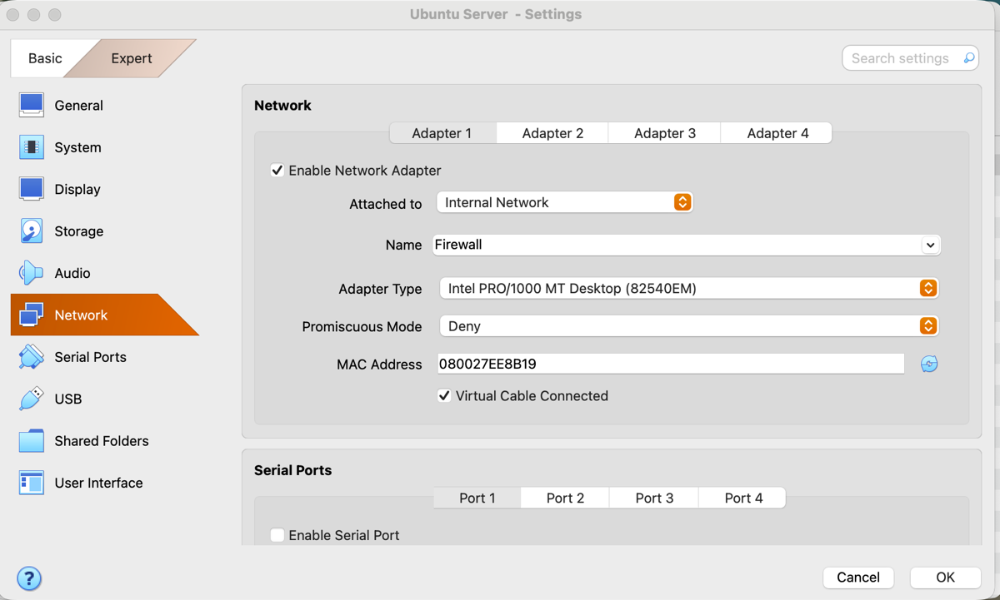 Ubuntu Server - Settings
Basic
Expert
Search settings
General
System
Display
Storage
Audio
Network
Serial Ports
USB
Shared Folders
User Interface
Network
Adapter 1
Adapter 2
Adapter 3
Adapter 4
Enable Network Adapter
Attached to
Internal Network
Name
Firewall
Adapter Type
Intel PRO/1000 MT Desktop (82540EM)
Promiscuous Mode
Deny
MAC Address
080027EE8B19
Virtual Cable Connected
Serial Ports
Port 1
Port 2
Port 3
Port 4
Enable Serial Port
?
Cancel
OK